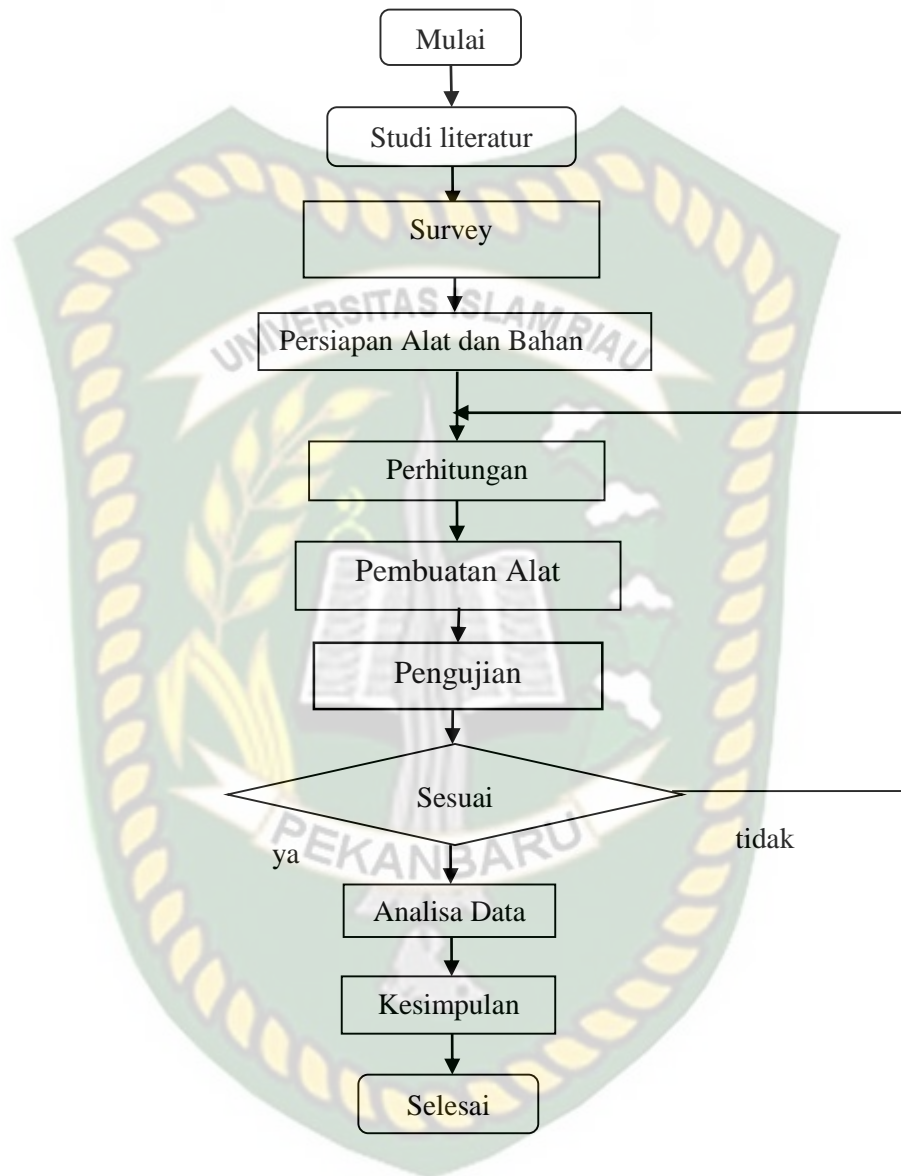 Mulai
Studi literatur
Survey
UNIVERSITAS ISLAM RIAU
Persiapan Alat dan Bahan
Perhitungan
Pembuatan Alat
Pengujian
Sesuai
tidak
ya
PEKANBARU
Analisa Data
Kesimpulan
Selesai